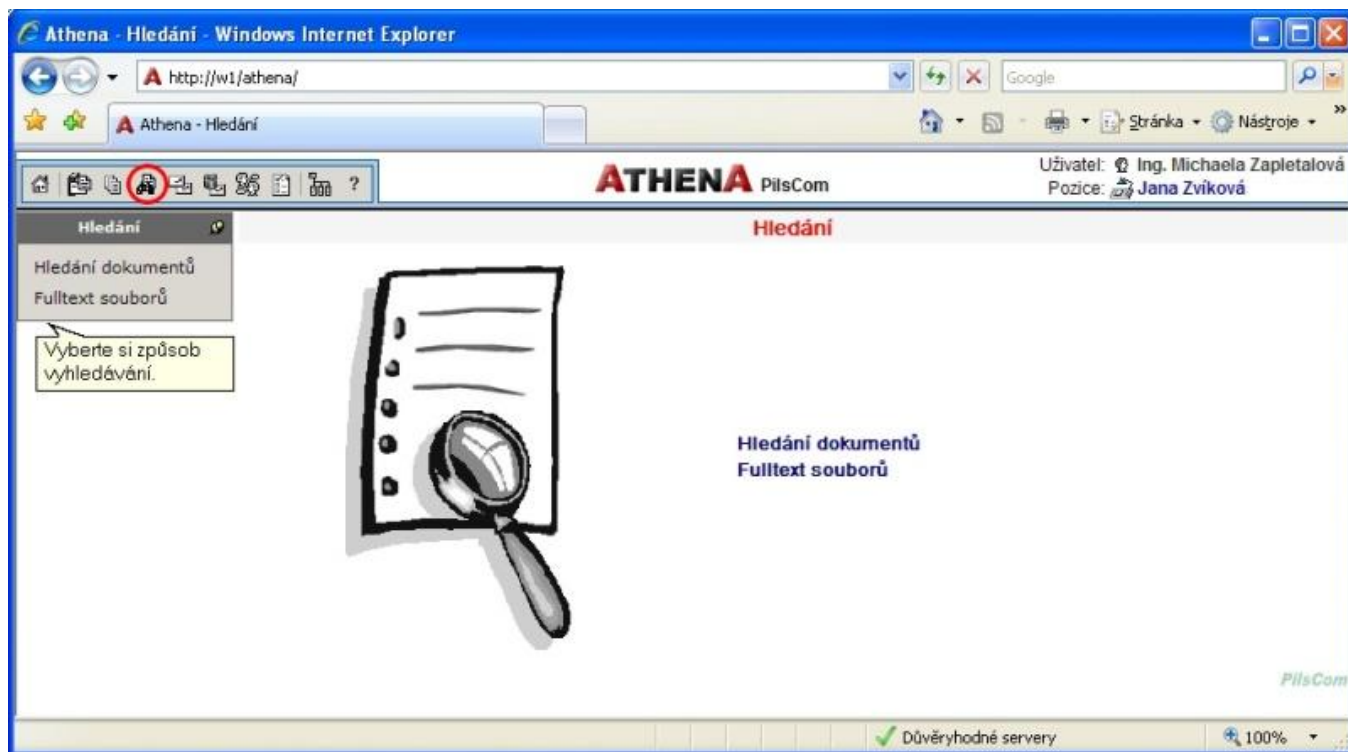 Athena - Hledání - Windows Internet Explorer
http://w1/athena/
Google
Athena - Hledání
Stránka
Nástroje
»
?
ATHENA PilsCom
Uživatel: Ing. Michaela Zapletalová
Pozice: Jana Zvíková
Hledání
Hledání
Hledání dokumentů
Fulltext souborů
Vyberte si způsob
vyhledávání.
Hledání dokumentů
Fulltext souborů
PilsCom
Důvěryhodné servery
100%